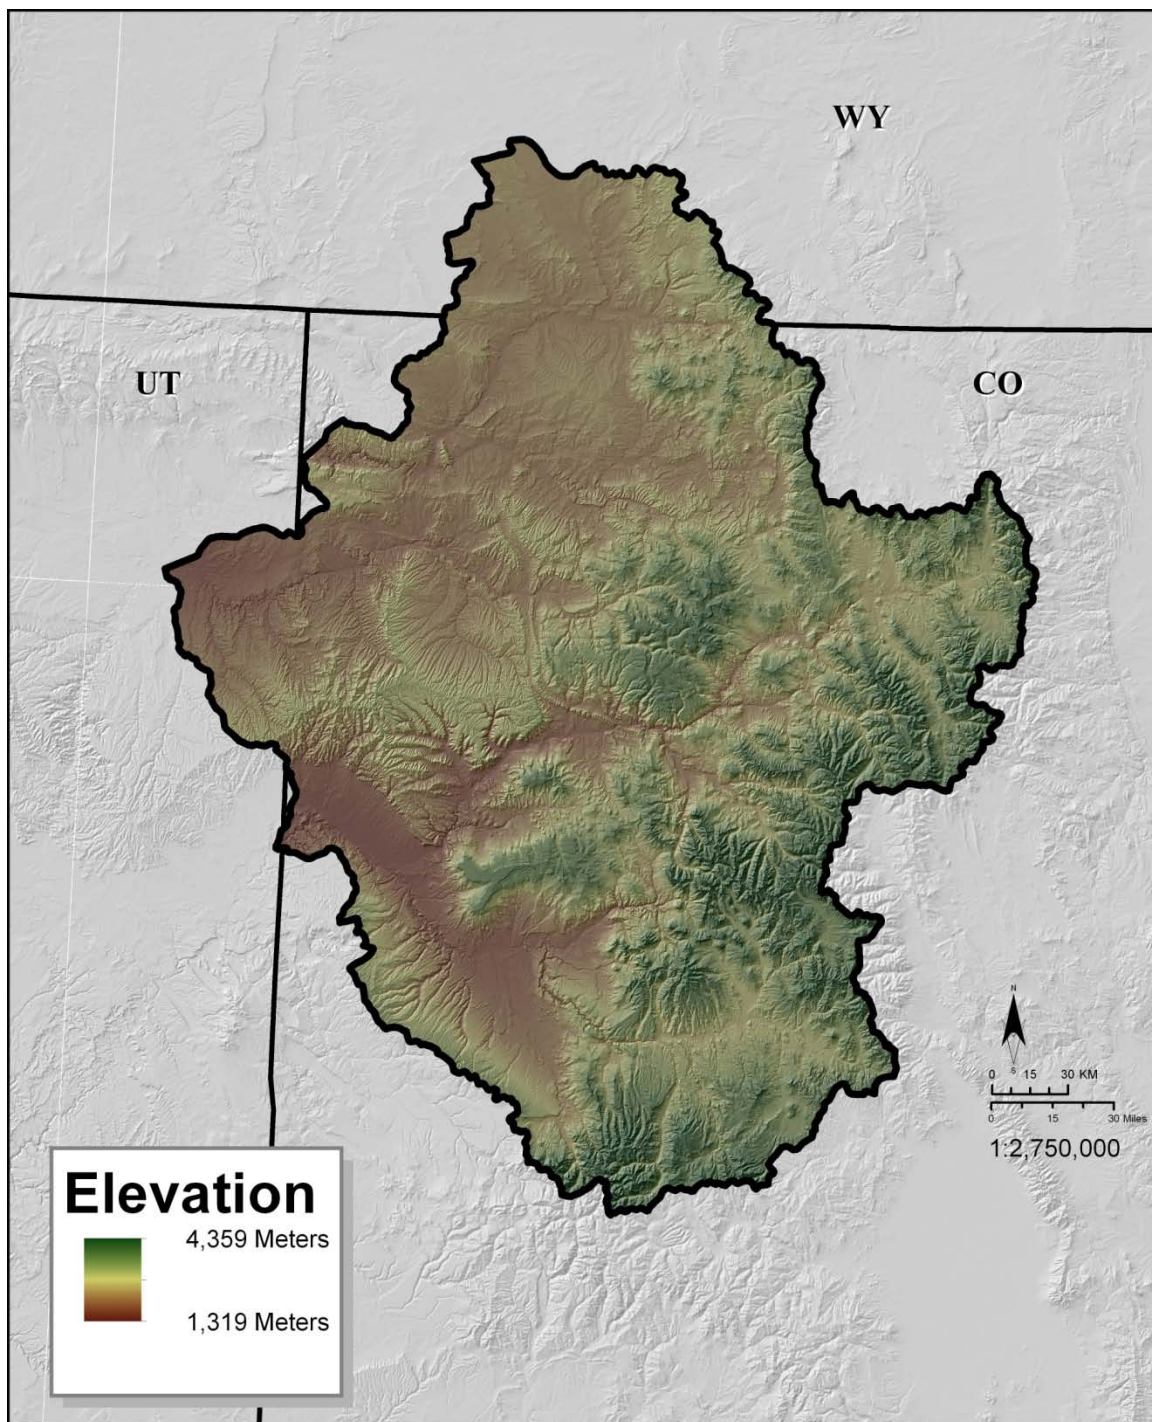 WY
UT
CO
N
S
0 15 30 KM
0 15 30 Miles
1:2,750,000
Elevation
4,359 Meters
1,319 Meters